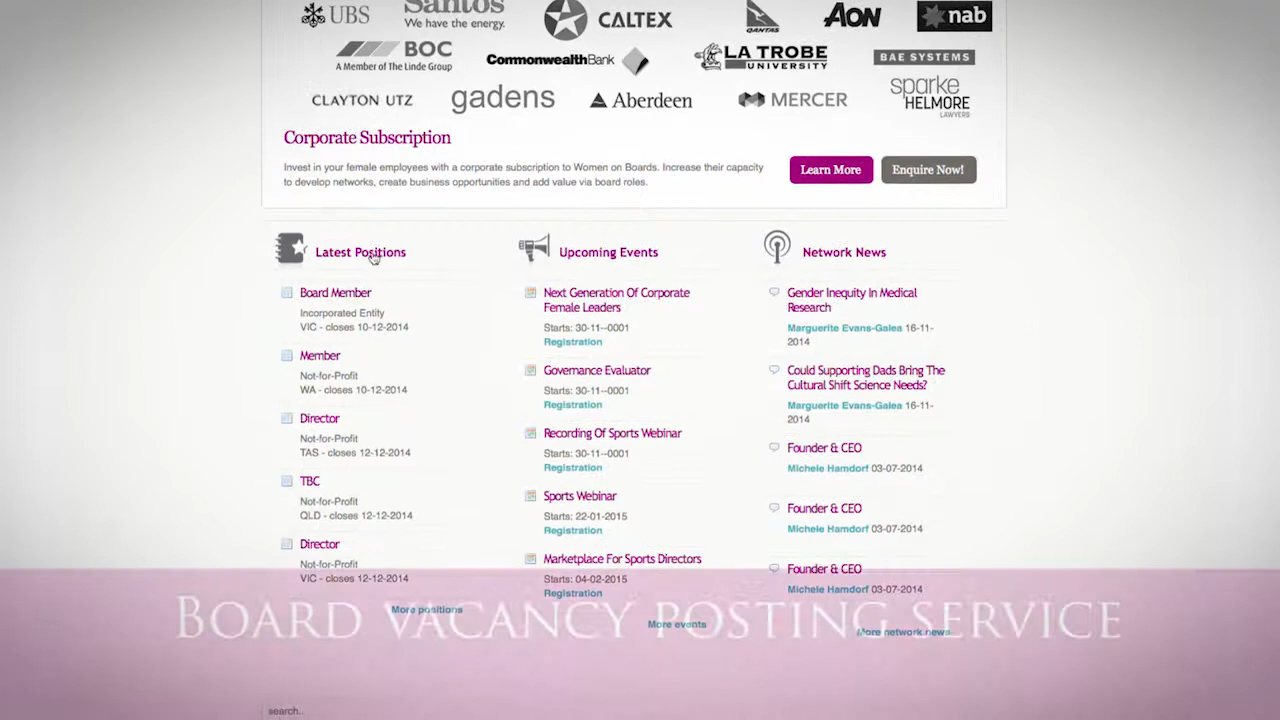 UBS
Santos
We have the energy.
CALTEX
QANTAS
AON
nab
BOC
A Member of The Linde Group
CommonwealthBank
LA TROBE
UNIVERSITY
BAE SYSTEMS
CLAYTON UTZ
gadens
Aberdeen
MERCER
sparke
HELMORE
LAWYERS
Corporate Subscription
Invest in your female employees with a corporate subscription to Women on Boards. Increase their capacity
to develop networks, create business opportunities and add value via board roles.
Learn More
Enquire Now!
Latest Positions
Board Member
Incorporated Entity
VIC - closes 10-12-2014
Member
Not-for-Profit
WA - closes 10-12-2014
Director
Not-for-Profit
TAS - closes 12-12-2014
TBC
Not-for-Profit
QLD - closes 12-12-2014
Director
Not-for-Profit
VIC - closes 12-12-2014
More positions
Upcoming Events
Next Generation Of Corporate
Female Leaders
Starts: 30-11--0001
Registration
Governance Evaluator
Starts: 30-11--0001
Registration
Recording Of Sports Webinar
Starts: 30-11--0001
Registration
Sports Webinar
Starts: 22-01-2015
Registration
Marketplace For Sports Directors
Starts: 04-02-2015
Registration
More events
Network News
Gender Inequity In Medical
Research
Marguerite Evans-Galea 16-11-
2014
Could Supporting Dads Bring The
Cultural Shift Science Needs?
Marguerite Evans-Galea 16-11-
2014
Founder & CEO
Michele Hamdorf 03-07-2014
Founder & CEO
Michele Hamdorf 03-07-2014
Founder & CEO
Michele Hamdorf 03-07-2014
More network news
BOARD VACANCY POSTING SERVICE
search..